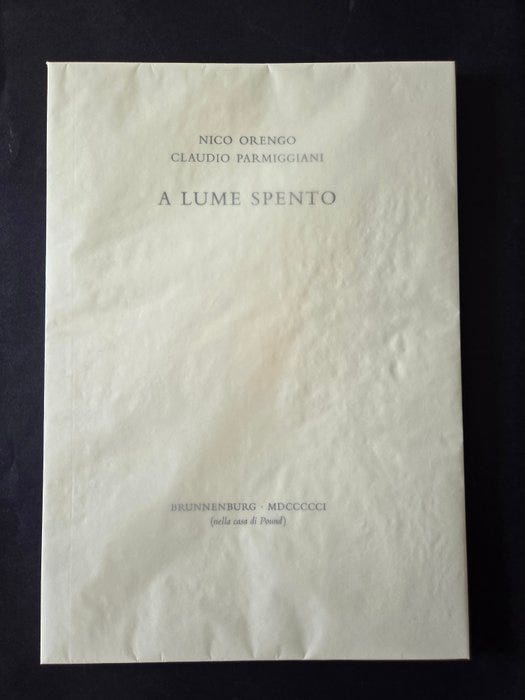 NICO ORENGO
CLAUDIO PARMIGGIANI
A LUME SPENTO
BRUNNENBURG · MDCCCCCI
(nella casa di Pound)